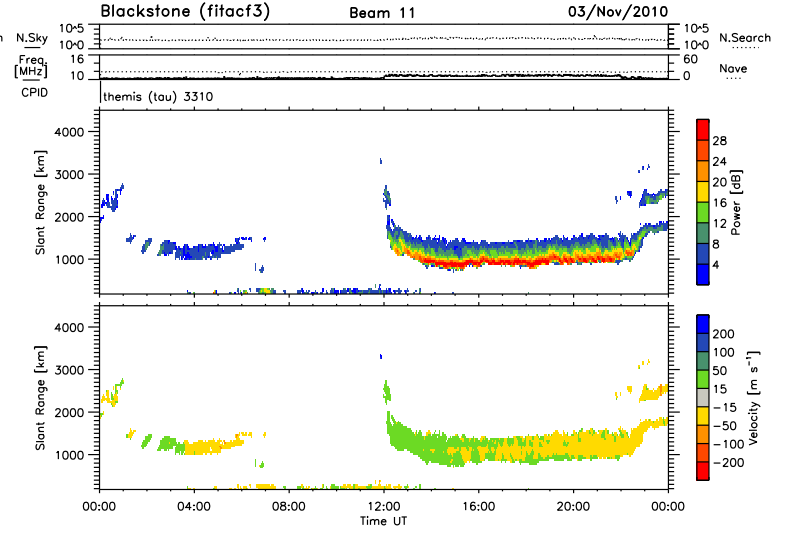 Blackstone (fitacf3) Beam 11 03/Nov/2010
N.Sky 10^5 10^0 10^5 10^0 N.Search
Freq. [MHz] 16 10 60 0 Nave
CPID themis (tau) 3310
Slant Range [km] 4000 3000 2000 1000
28 24 20 16 12 8 4 Power [dB]
Slant Range [km] 4000 3000 2000 1000
200 100 50 15 -15 -50 -100 -200 Velocity [m s⁻¹]
00:00 04:00 08:00 12:00 16:00 20:00 00:00
Time UT